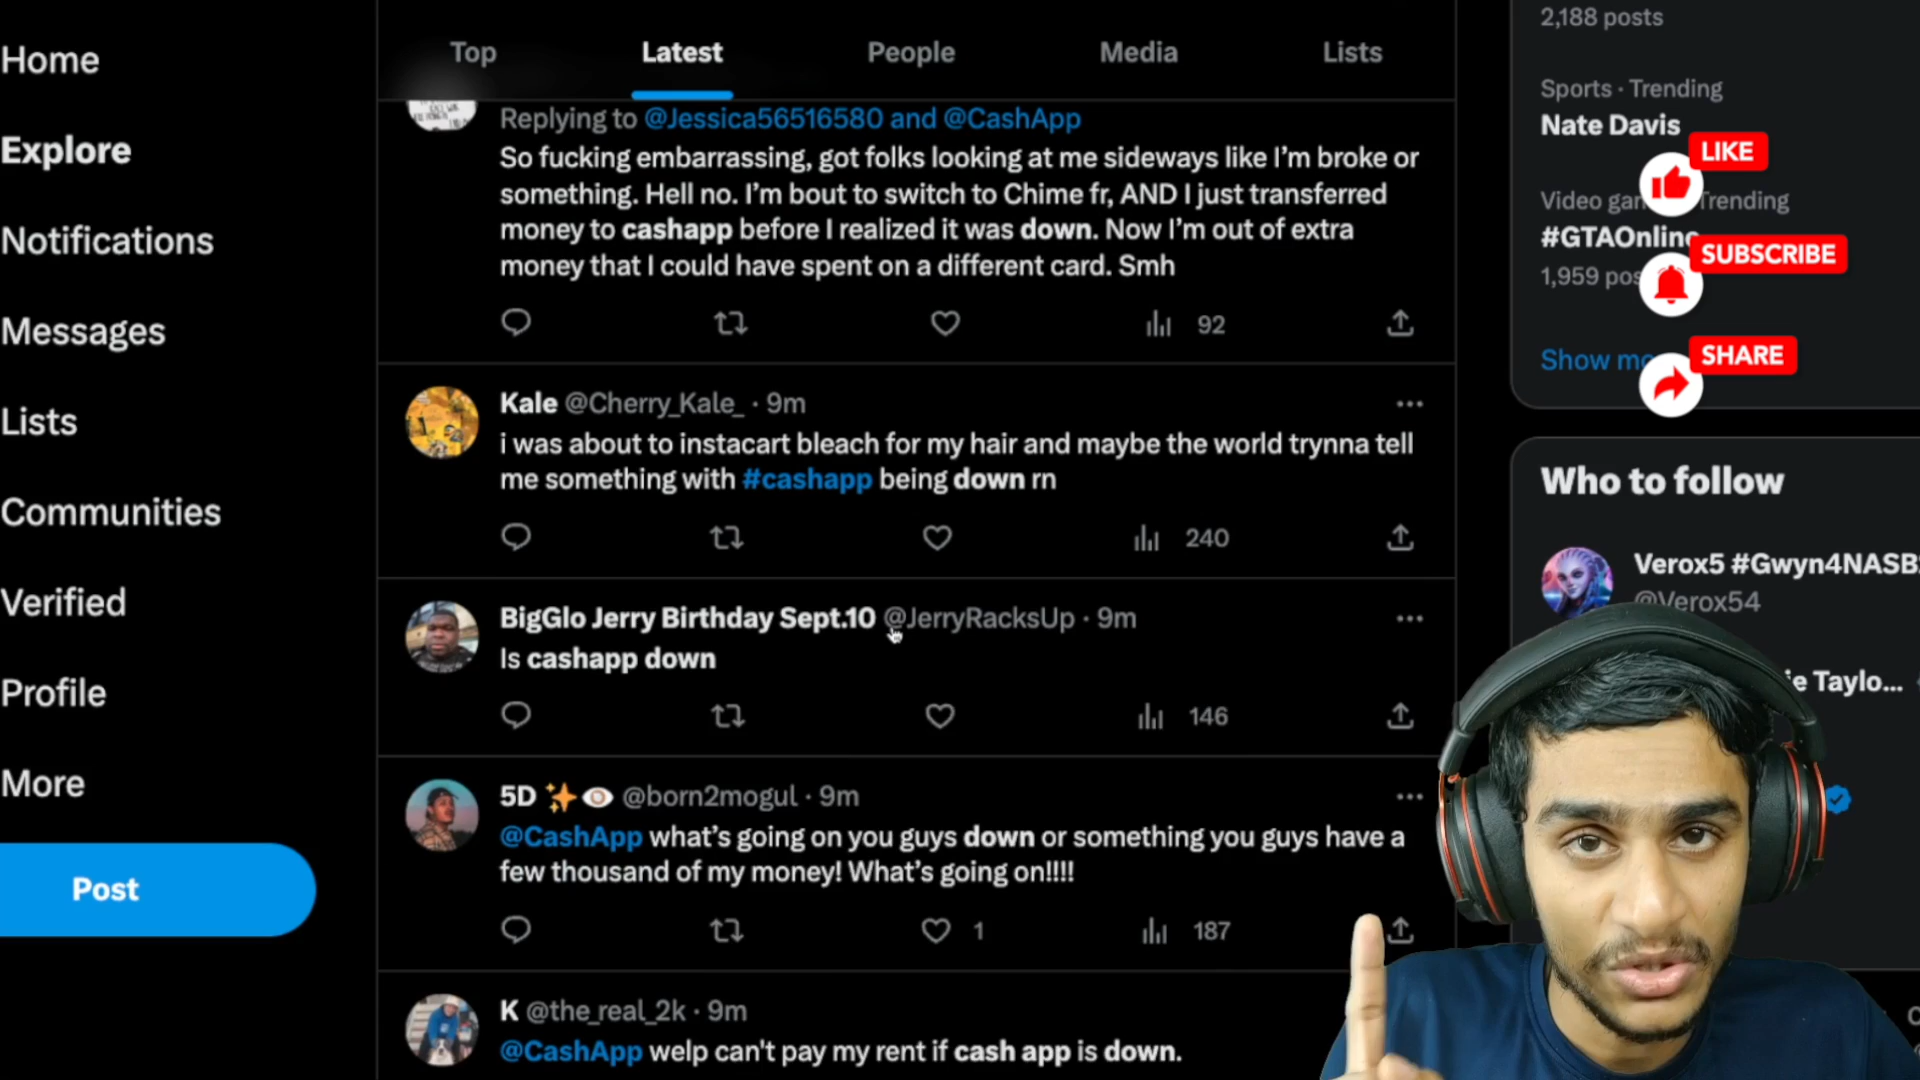 Home
Explore
Notifications
Messages
Lists
Communities
Verified
Profile
More
Post
Top Latest People Media Lists
Replying to @Jessica56516580 and @CashApp
So fucking embarrassing, got folks looking at me sideways like I'm broke or
something. Hell no. I'm bout to switch to Chime fr, AND I just transferred
money to cashapp before I realized it was down. Now I'm out of extra
money that I could have spent on a different card. Smh
92
Kale @Cherry_Kale_ · 9m
i was about to instacart bleach for my hair and maybe the world trynna tell
me something with #cashapp being down rn
240
BigGlo Jerry Birthday Sept.10 @JerryRacksUp · 9m
Is cashapp down
146
5D ✨👁 @born2mogul · 9m
@CashApp what's going on you guys down or something you guys have a
few thousand of my money! What's going on!!!!
1 187
K @the_real_2k · 9m
@CashApp welp can't pay my rent if cash app is down.
2,188 posts
Sports · Trending
Nate Davis
LIKE
Video Trending
#GTAOnline
SUBSCRIBE
1,959
Show
SHARE
Who to follow
Verox5 #Gwyn4NASB
@Verox54
Taylo...